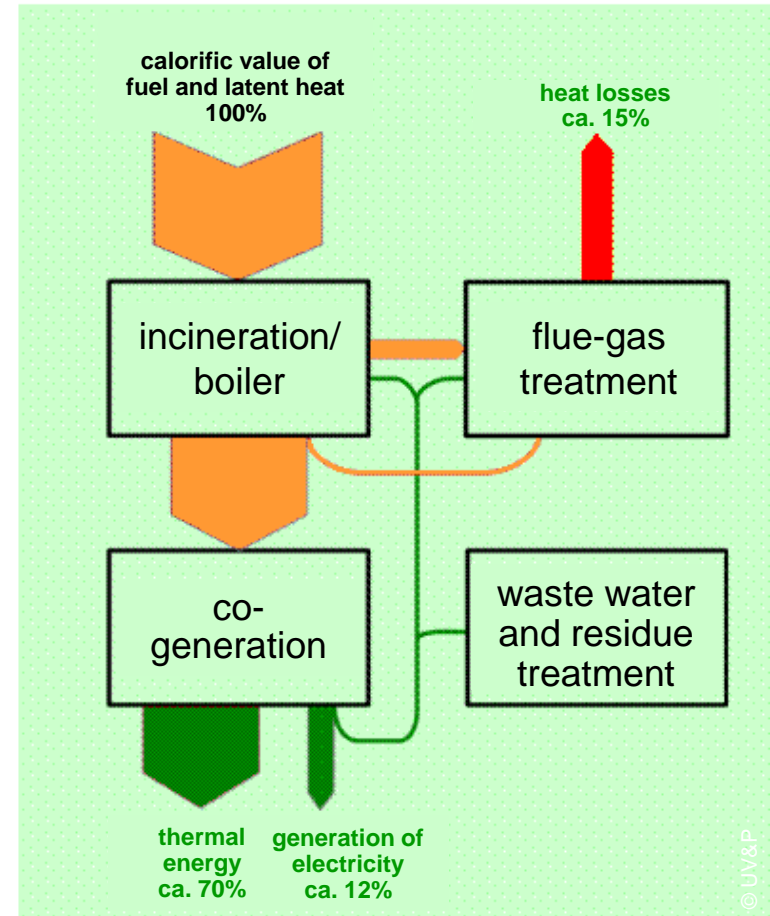 calorific value of
fuel and latent heat
100%
heat losses
ca. 15%
incineration/
boiler
flue-gas
treatment
co-
generation
waste water
and residue
treatment
thermal
energy
ca. 70%
generation of
electricity
ca. 12%
© UV&P